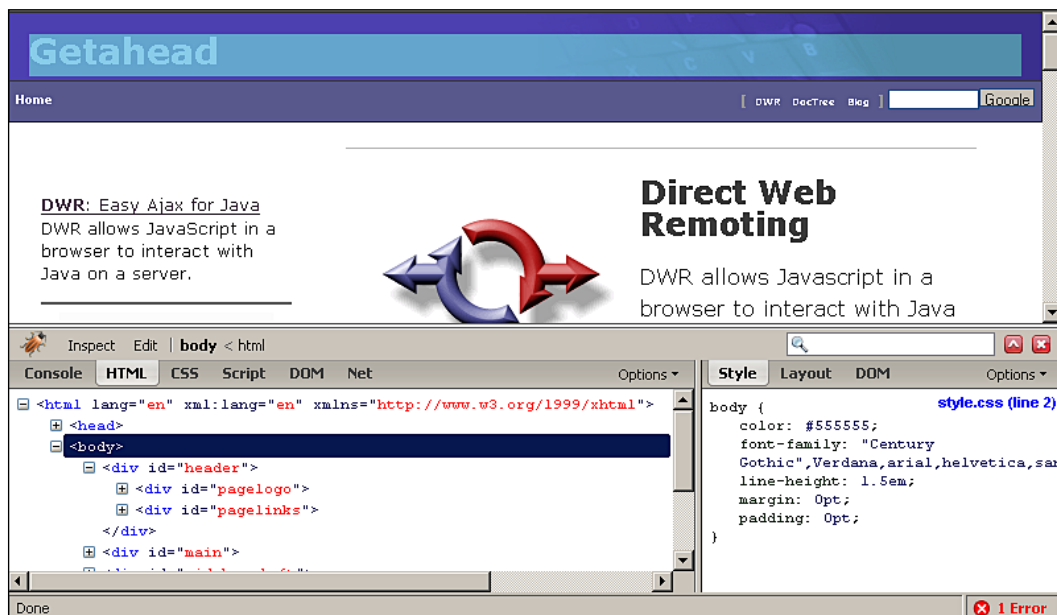 Getahead
Home
[ DWR DocTree Blog ] Google
DWR: Easy Ajax for Java
DWR allows JavaScript in a
browser to interact with
Java on a server.
Direct Web
Remoting
DWR allows Javascript in a
browser to interact with Java
Inspect Edit | body < html
Console HTML CSS Script DOM Net Options
Style Layout DOM Options
<html lang="en" xml:lang="en" xmlns="http://www.w3.org/1999/xhtml">
<head>
<body>
<div id="header">
<div id="pagelogo">
<div id="pagelinks">
</div>
<div id="main">
style.css (line 2)
body {
color: #555555;
font-family: "Century
Gothic",Verdana,arial,helvetica,sar
line-height: 1.5em;
margin: 0pt;
padding: 0pt;
}
Done
1 Error